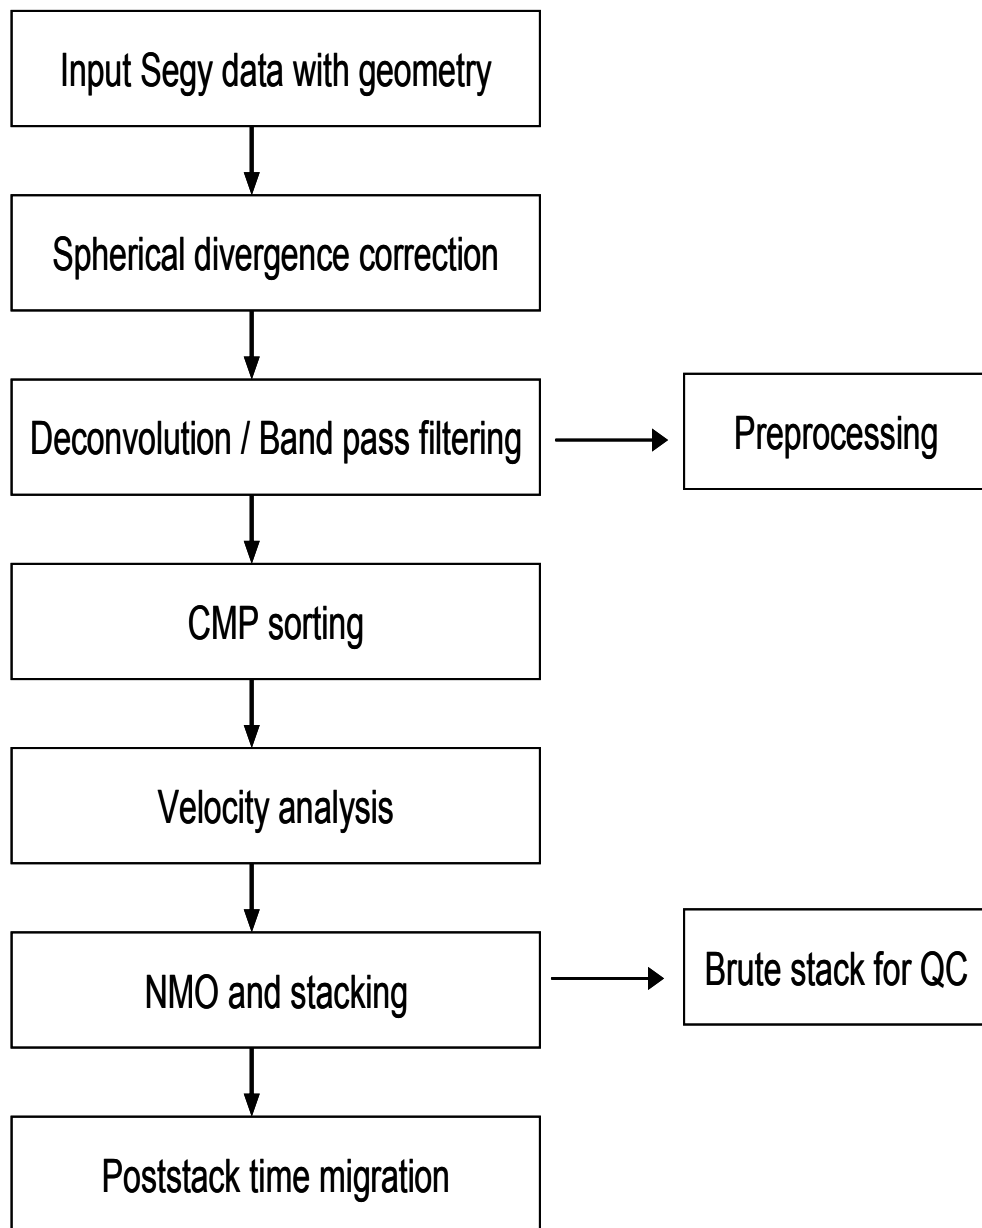 Input Segy data with geometry
Spherical divergence correction
Deconvolution / Band pass filtering
Preprocessing
CMP sorting
Velocity analysis
NMO and stacking
Brute stack for QC
Poststack time migration